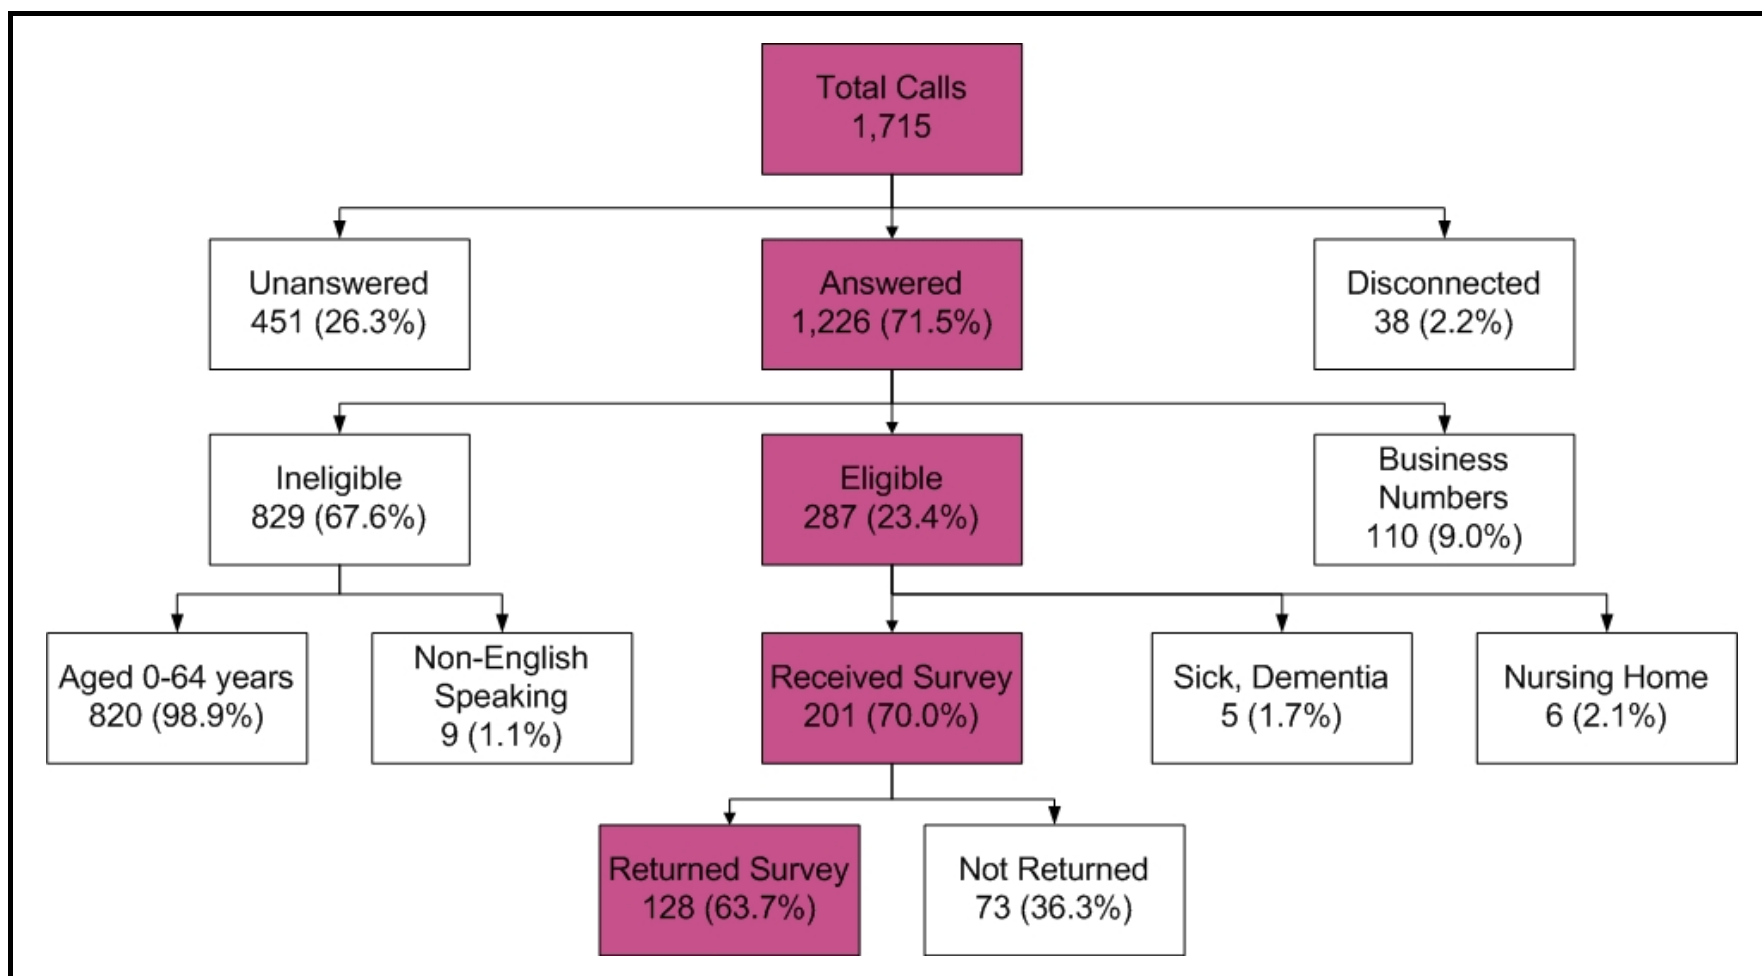 Total Calls
1,715
Unanswered
451 (26.3%)
Answered
1,226 (71.5%)
Disconnected
38 (2.2%)
Ineligible
829 (67.6%)
Eligible
287 (23.4%)
Business
Numbers
110 (9.0%)
Aged 0-64 years
820 (98.9%)
Non-English
Speaking
9 (1.1%)
Received Survey
201 (70.0%)
Sick, Dementia
5 (1.7%)
Nursing Home
6 (2.1%)
Returned Survey
128 (63.7%)
Not Returned
73 (36.3%)